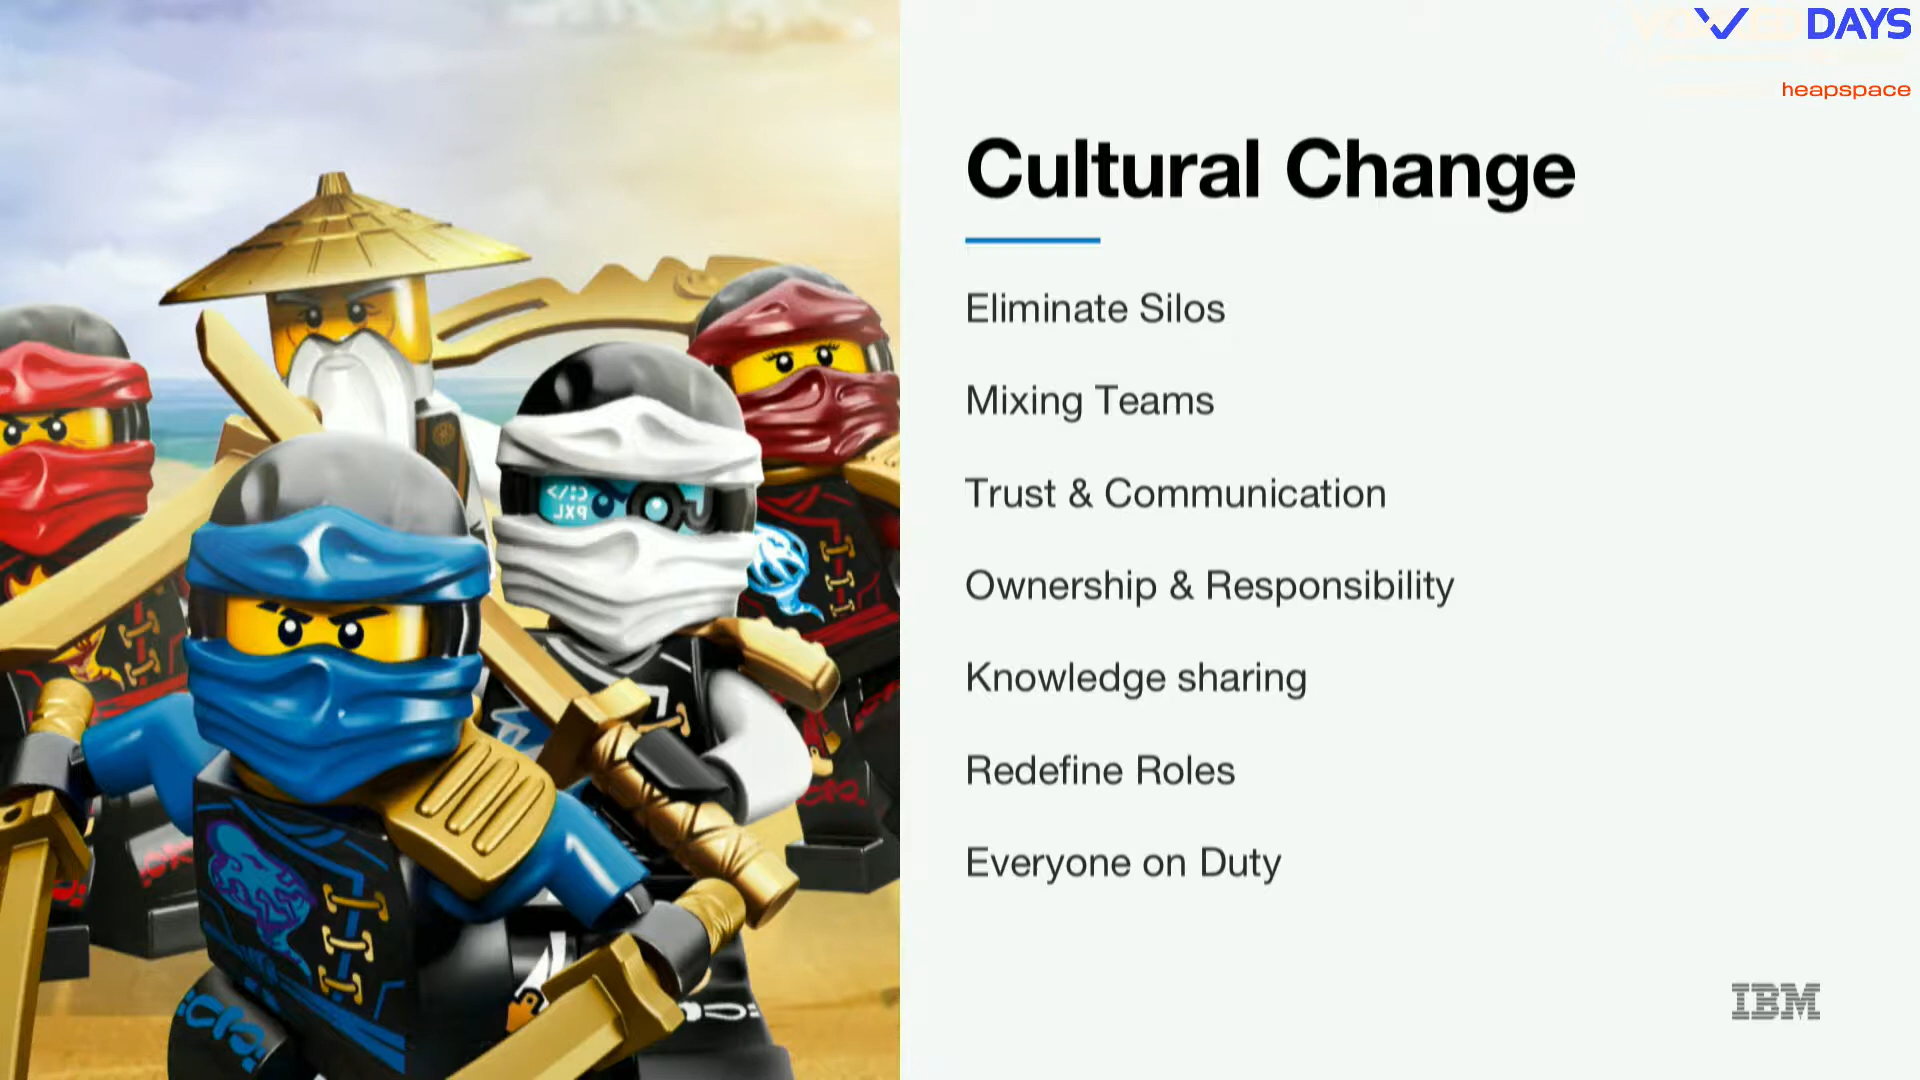 DAYS
heapspace
Cultural Change
Eliminate Silos
Mixing Teams
Trust & Communication
Ownership & Responsibility
Knowledge sharing
Redefine Roles
Everyone on Duty
IBM